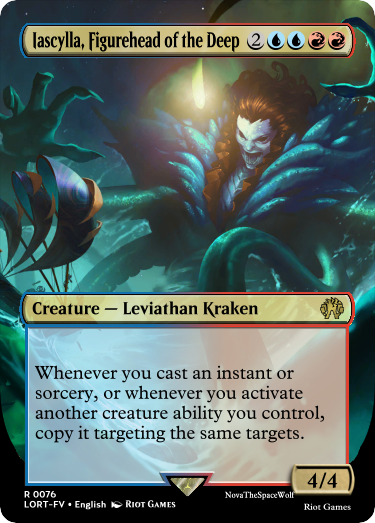 Iascylla, Figurehead of the Deep 2
Creature — Leviathan Kraken
Whenever you cast an instant or
sorcery, or whenever you activate
another creature ability you control,
copy it targeting the same targets.
4/4
R 0076
LORT-FV • English Riot Games
NovaTheSpaceWolf
Riot Games